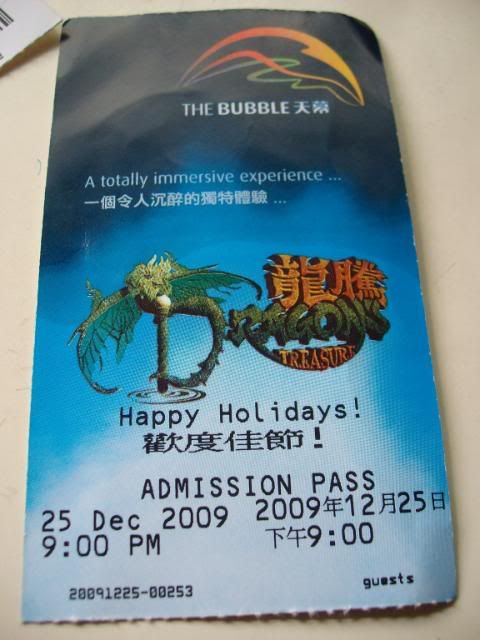 THE BUBBLE 天幕
A totally immersive experience ...
一個令人沉醉的獨特體驗 ...
龍騰
DRAGON'S
TREASURE
Happy Holidays!
歡度佳節!
ADMISSION PASS
25 Dec 2009 2009年12月25日
9:00 PM 下午9:00
20091225-00253 guests